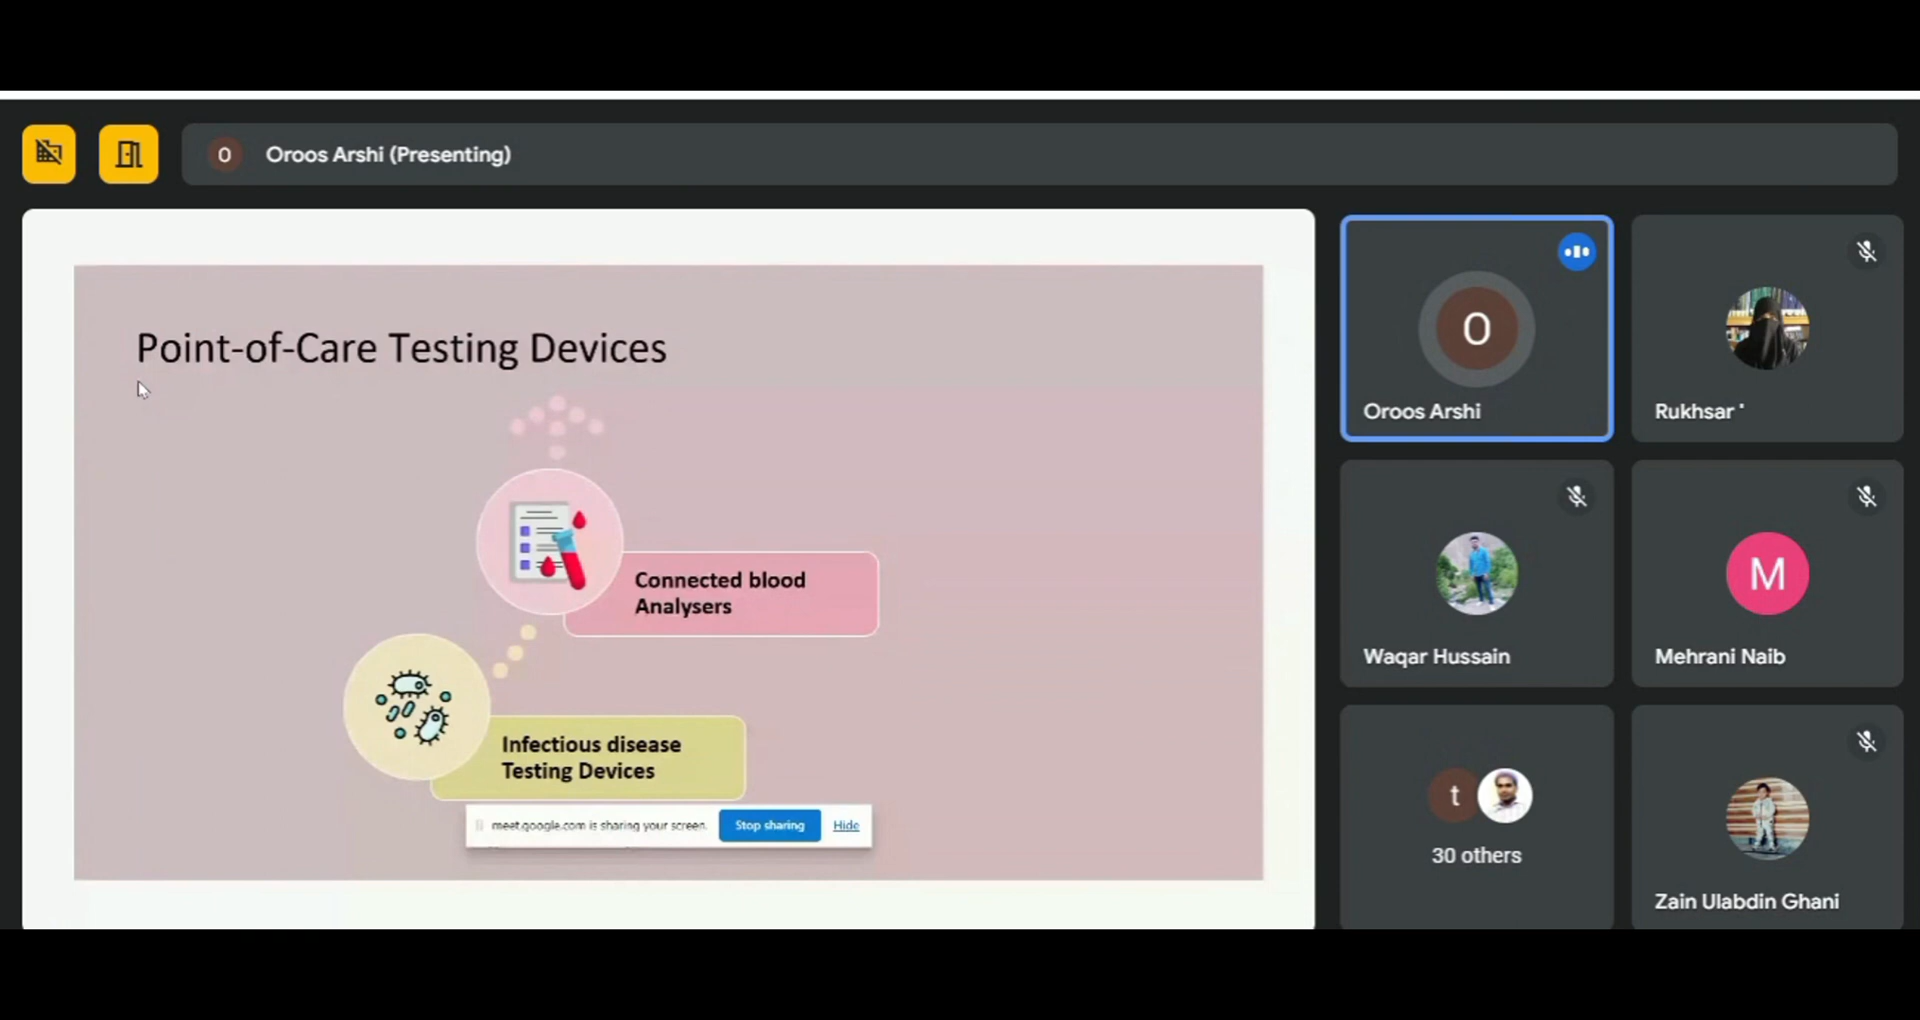 O Oroos Arshi (Presenting)
Point-of-Care Testing Devices
Connected blood
Analysers
Infectious disease
Testing Devices
meet.google.com is sharing your screen.
Stop sharing
Hide
O
Oroos Arshi
Rukhsar
Waqar Hussain
M
Mehrani Naib
t
30 others
Zain Ulabdin Ghani